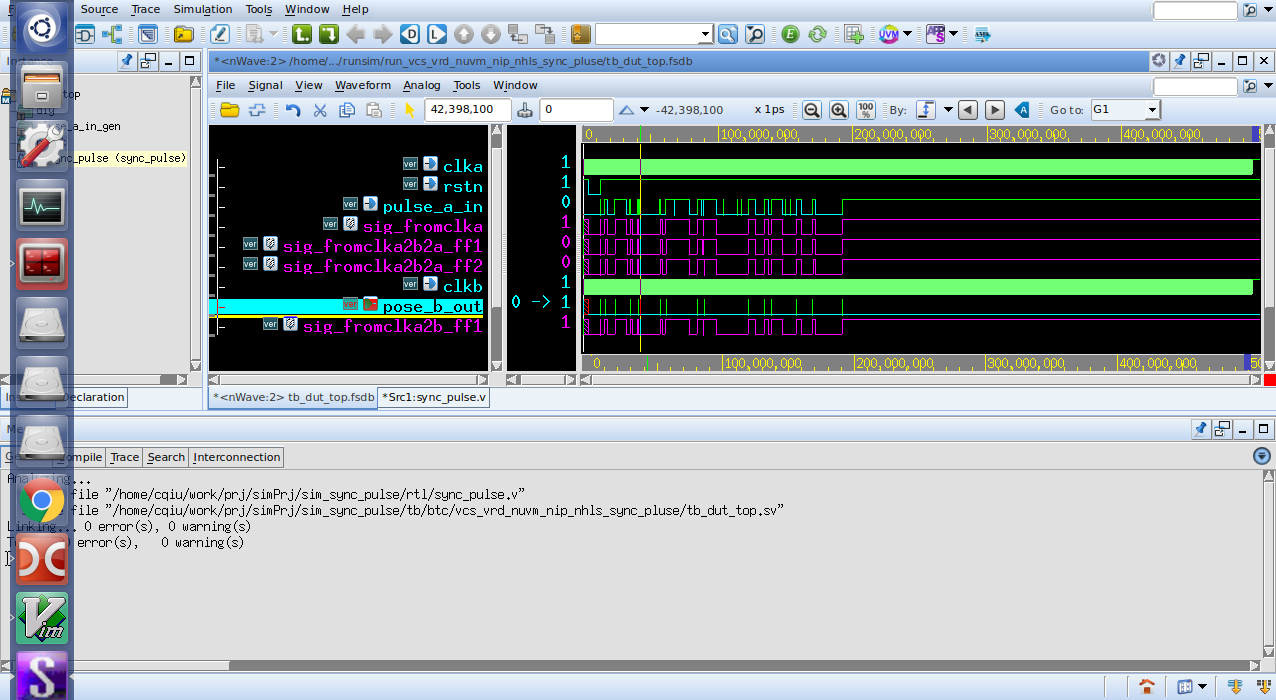 Source Trace Simulation Tools Window Help
*<nWave:2> /home/.../runsim/run_vcs_vrd_nuvm_nip_nhls_sync_pluse/tb_dut_top.fsdb
File Signal View Waveform Analog Tools Window
42,398,100 0 -42,398,100 x 1ps 100 % By: Go to: G1
top
_a_in_gen
nc_pulse (sync_pulse)
0 100,000,000 200,000,000 300,000,000 400,000,000
ver clka 1
ver rstn 1
ver pulse_a_in 0
ver sig_fromclka 1
ver sig_fromclka2b2a_ff1 0
ver sig_fromclka2b2a_ff2 0
ver clkb 1
ver pose_b_out 0 -> 1
ver sig_fromclka2b_ff1 1
0 100,000,000 200,000,000 300,000,000 400,000,000
Declaration
*<nWave:2> tb_dut_top.fsdb *Src1:sync_pulse.v
ompile Trace Search Interconnection
Analyzing...
file "/home/cqiu/work/prj/simPrj/sim_sync_pulse/rtl/sync_pulse.v"
file "/home/cqiu/work/prj/simPrj/sim_sync_pulse/tb/btc/vcs_vrd_nuvm_nip_nhls_sync_pluse/tb_dut_top.sv"
Linking... 0 error(s), 0 warning(s)
error(s), 0 warning(s)